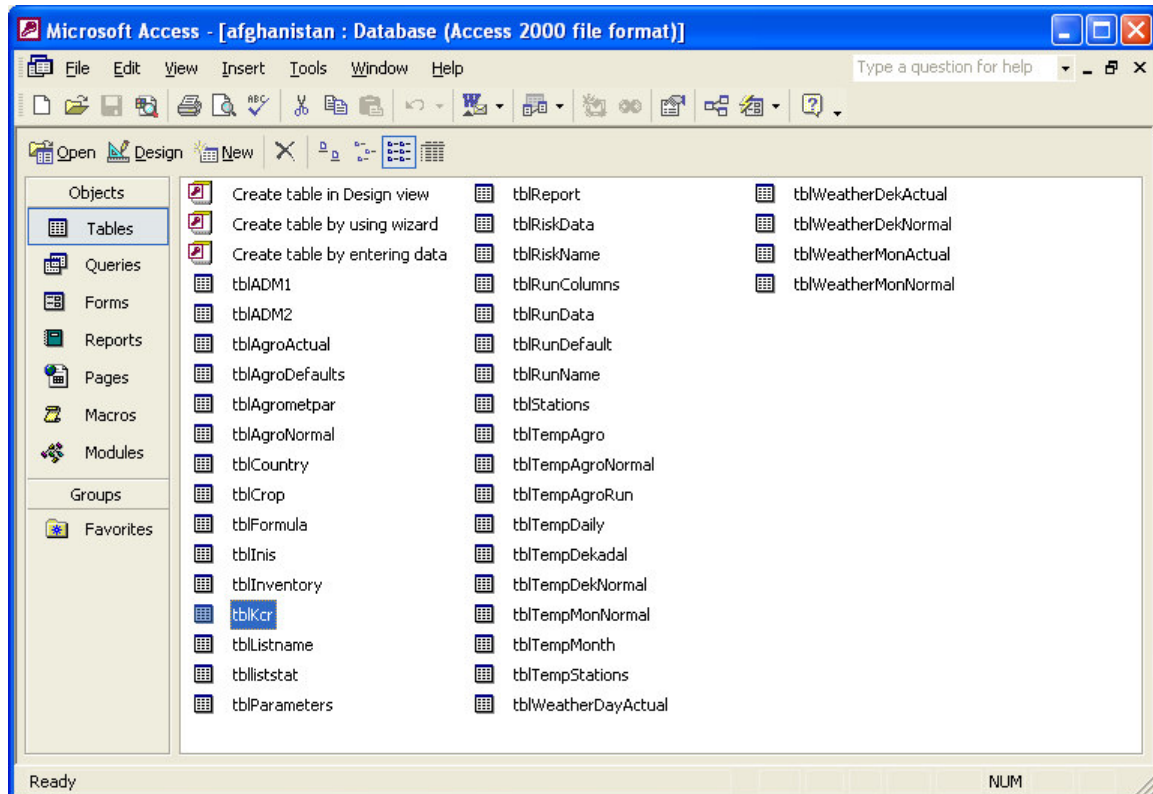 Microsoft Access - [afghanistan : Database (Access 2000 file format)]
File Edit View Insert Tools Window Help Type a question for help
Open Design New
Objects
Tables
Queries
Forms
Reports
Pages
Macros
Modules
Groups
Favorites
Create table in Design view
Create table by using wizard
Create table by entering data
tblADM1
tblADM2
tblAgroActual
tblAgroDefaults
tblAgrometpar
tblAgroNormal
tblCountry
tblCrop
tblFormula
tblInis
tblInventory
tblKcr
tblListname
tblliststat
tblParameters
tblReport
tblRiskData
tblRiskName
tblRunColumns
tblRunData
tblRunDefault
tblRunName
tblStations
tblTempAgro
tblTempAgroNormal
tblTempAgroRun
tblTempDaily
tblTempDekadal
tblTempDekNormal
tblTempMonNormal
tblTempMonth
tblTempStations
tblWeatherDayActual
tblWeatherDekActual
tblWeatherDekNormal
tblWeatherMonActual
tblWeatherMonNormal
Ready NUM